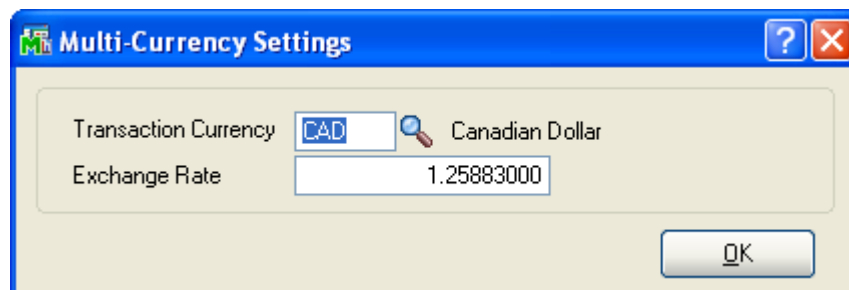 Multi-Currency Settings
Transaction Currency CAD Canadian Dollar
Exchange Rate 1.25883000
OK